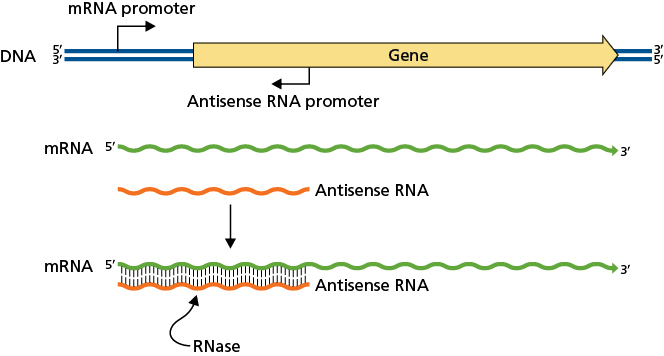 mRNA promoter
5′ 3′
DNA 3′ Gene 5′
Antisense RNA promoter
mRNA 5′ 3′
Antisense RNA
mRNA 5′ 3′
Antisense RNA
RNase